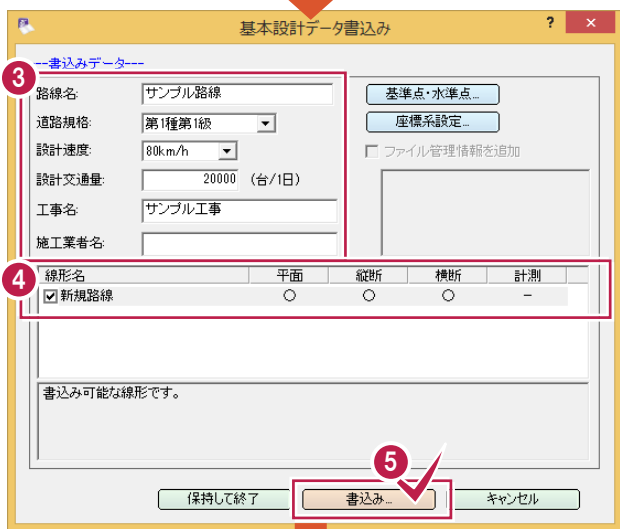 基本設計データ書込み ? ×
---書込みデータ---
3
路線名: サンプル路線
道路規格: 第1種第1級
設計速度: 80km/h
設計交通量: 20000 (台/1日)
工事名: サンプル工事
施工業者名:
基準点・水準点...
座標系設定...
ファイル管理情報を追加
4
線形名 平面 縦断 横断 計測
新規路線 ○ ○ ○ −
書込み可能な線形です。
5
保持して終了 書込み... キャンセル